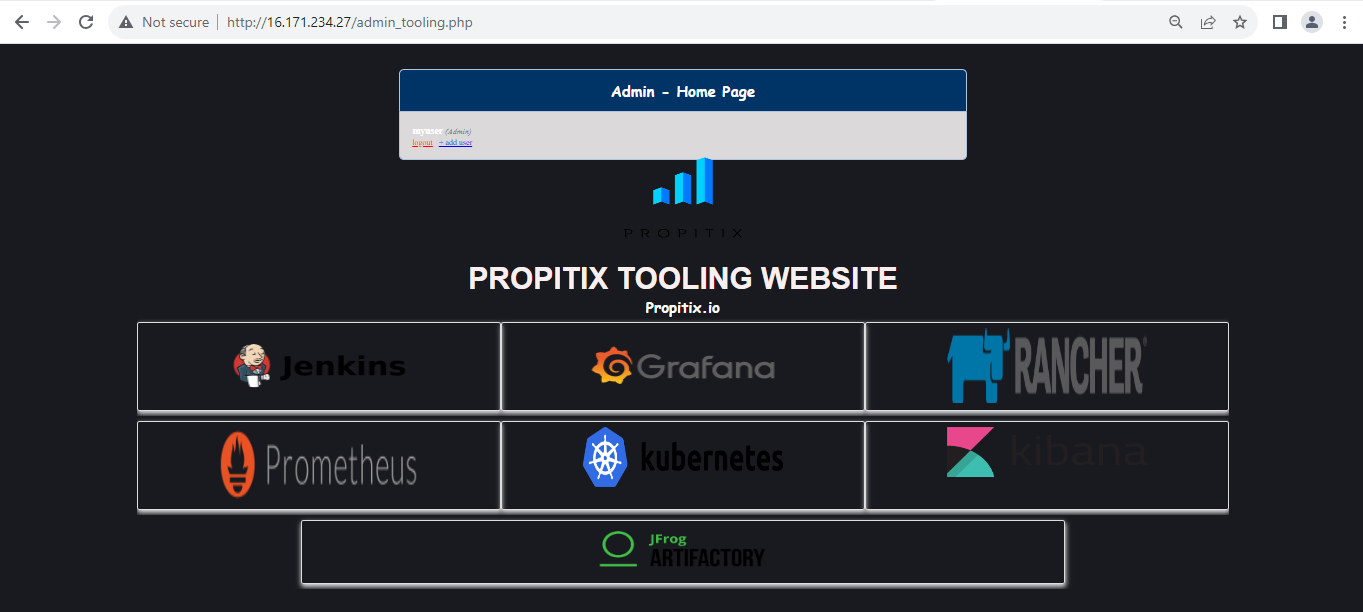 Not secure http://16.171.234.27/admin_tooling.php
Admin - Home Page
myuser (Admin)
logout + add user
PROPITIX
PROPITIX TOOLING WEBSITE
Propitix.io
Jenkins Grafana RANCHER®
Prometheus kubernetes kibana
JFrog
ARTIFACTORY